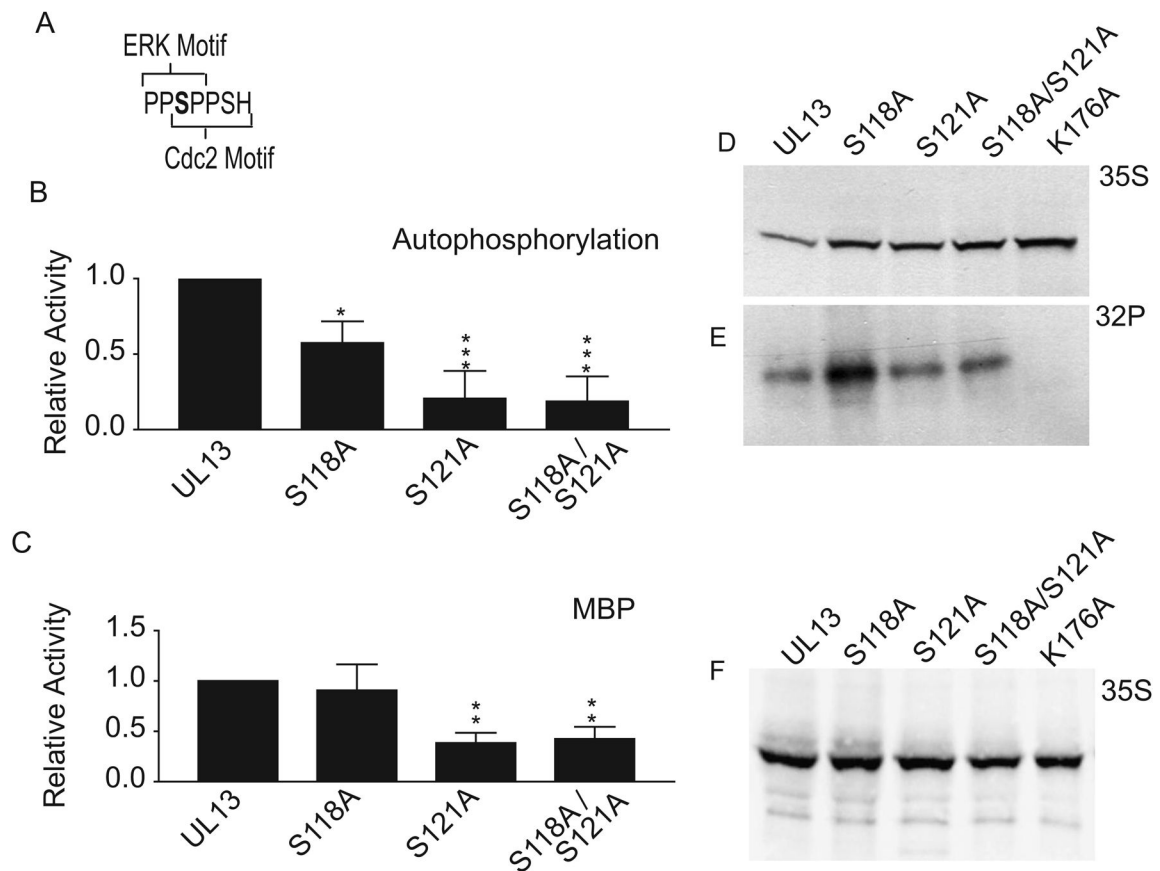 A
ERK Motif
PPSPPSH
Cdc2 Motif
B
Autophosphorylation
Relative Activity
1.0
0.5
0.0
*
***
***
UL13
S118A
S121A
S118A/
S121A
C
MBP
Relative Activity
1.5
1.0
0.5
0.0
**
**
UL13
S118A
S121A
S118A/
S121A
D
UL13
S118A
S121A
S118A/S121A
K176A
35S
E
32P
F
UL13
S118A
S121A
S118A/S121A
K176A
35S